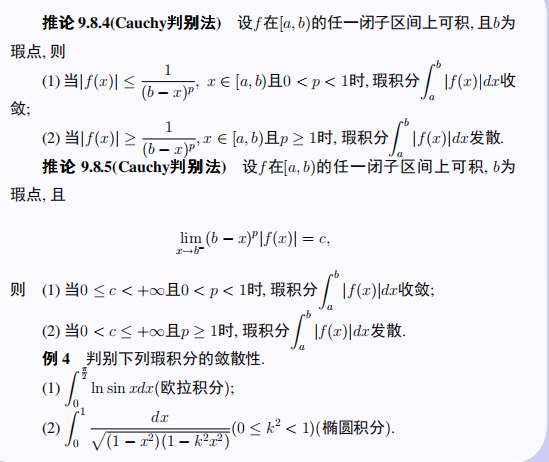 推论 9.8.4(Cauchy判别法) 设f在[a, b)的任一闭子区间上可积, 且b为
瑕点, 则
(1) 当|f(x)| ≤ \frac{1}{(b − x)^p}, x ∈ [a, b)且0 < p < 1时, 瑕积分∫_a^b |f(x)|dx收
敛;
(2) 当|f(x)| ≥ \frac{1}{(b − x)^p}, x ∈ [a, b)且p ≥ 1时, 瑕积分∫_a^b |f(x)|dx发散.
推论 9.8.5(Cauchy判别法) 设f在[a, b)的任一闭子区间上可积, b为
瑕点, 且
\lim_{x→b^-} (b − x)^p|f(x)| = c,
则 (1) 当0 ≤ c < +∞且0 < p < 1时, 瑕积分∫_a^b |f(x)|dx收敛;
(2) 当0 < c ≤ +∞且p ≥ 1时, 瑕积分∫_a^b |f(x)|dx发散.
例 4 判别下列瑕积分的敛散性.
(1) ∫_0^{\frac{π}{2}} ln sin xdx(欧拉积分);
(2) ∫_0^1 \frac{dx}{\sqrt{(1 − x^2)(1 − k^2x^2)}}(0 ≤ k^2 < 1)(椭圆积分).